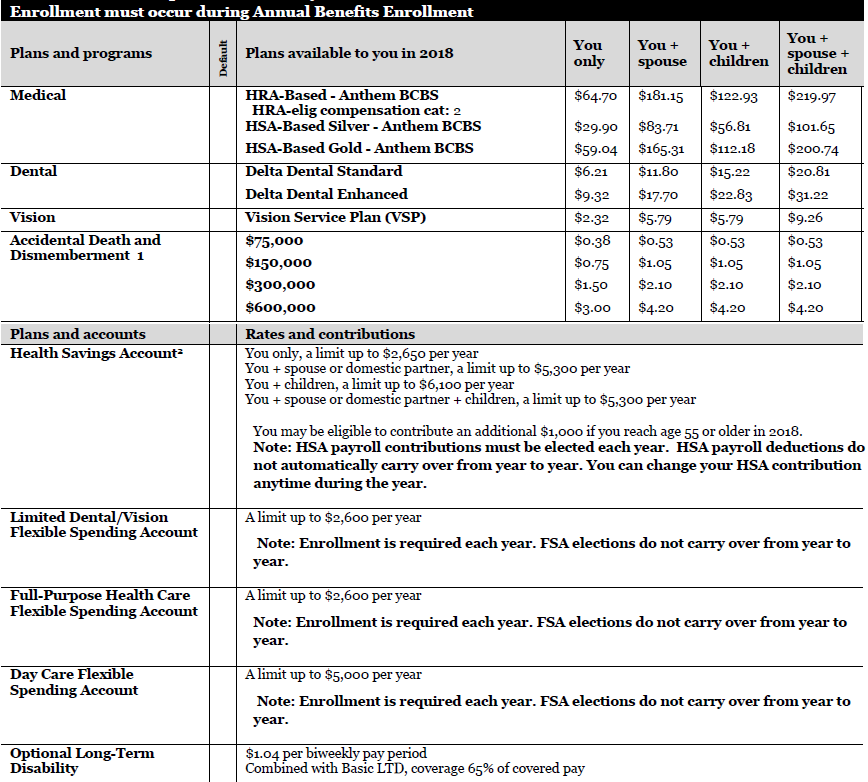 Enrollment must occur during Annual Benefits Enrollment
Plans and programs Default Plans available to you in 2018 You only You + spouse You + children You + spouse + children
Medical HRA-Based - Anthem BCBS $64.70 $181.15 $122.93 $219.97
HRA-elig compensation cat: 2
HSA-Based Silver - Anthem BCBS $29.90 $83.71 $56.81 $101.65
HSA-Based Gold - Anthem BCBS $59.04 $165.31 $112.18 $200.74
Dental Delta Dental Standard $6.21 $11.80 $15.22 $20.81
Delta Dental Enhanced $9.32 $17.70 $22.83 $31.22
Vision Vision Service Plan (VSP) $2.32 $5.79 $5.79 $9.26
Accidental Death and $75,000 $0.38 $0.53 $0.53 $0.53
Dismemberment 1
$150,000 $0.75 $1.05 $1.05 $1.05
$300,000 $1.50 $2.10 $2.10 $2.10
$600,000 $3.00 $4.20 $4.20 $4.20
Plans and accounts Rates and contributions
Health Savings Account² You only, a limit up to $2,650 per year
You + spouse or domestic partner, a limit up to $5,300 per year
You + children, a limit up to $6,100 per year
You + spouse or domestic partner + children, a limit up to $5,300 per year
You may be eligible to contribute an additional $1,000 if you reach age 55 or older in 2018.
Note: HSA payroll contributions must be elected each year. HSA payroll deductions do
not automatically carry over from year to year. You can change your HSA contribution
anytime during the year.
Limited Dental/Vision A limit up to $2,600 per year
Flexible Spending Account
Note: Enrollment is required each year. FSA elections do not carry over from year to
year.
Full-Purpose Health Care A limit up to $2,600 per year
Flexible Spending Account
Note: Enrollment is required each year. FSA elections do not carry over from year to
year.
Day Care Flexible A limit up to $5,000 per year
Spending Account
Note: Enrollment is required each year. FSA elections do not carry over from year to
year.
Optional Long-Term $1.04 per biweekly pay period
Disability Combined with Basic LTD, coverage 65% of covered pay